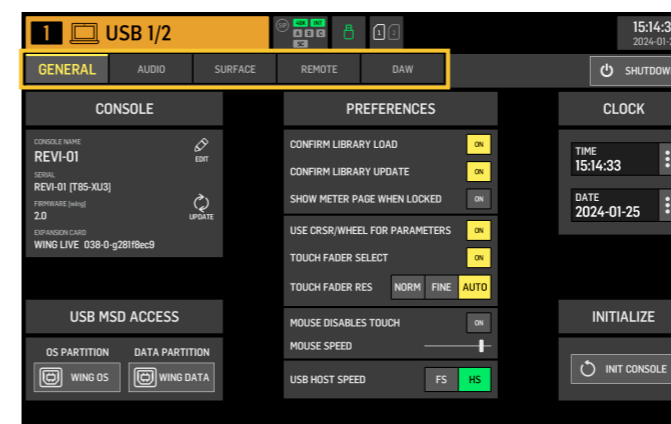 1 USB 1/2
SIP 48K INT
A B C
SC
1 2
15:14:3
2024-01-2
GENERAL AUDIO SURFACE REMOTE DAW
SHUTDOW
CONSOLE
CONSOLE NAME
REVI-01
EDIT
SERIAL
REVI-01 [T85-XU3]
FIRMWARE [wing]
2.0
UPDATE
EXPANSION CARD
WING LIVE 038-0-g281f8ec9
USB MSD ACCESS
OS PARTITION DATA PARTITION
WING OS WING DATA
PREFERENCES
CONFIRM LIBRARY LOAD ON
CONFIRM LIBRARY UPDATE ON
SHOW METER PAGE WHEN LOCKED ON
USE CRSR/WHEEL FOR PARAMETERS ON
TOUCH FADER SELECT ON
TOUCH FADER RES NORM FINE AUTO
MOUSE DISABLES TOUCH ON
MOUSE SPEED
USB HOST SPEED FS HS
CLOCK
TIME
15:14:33
DATE
2024-01-25
INITIALIZE
INIT CONSOLE